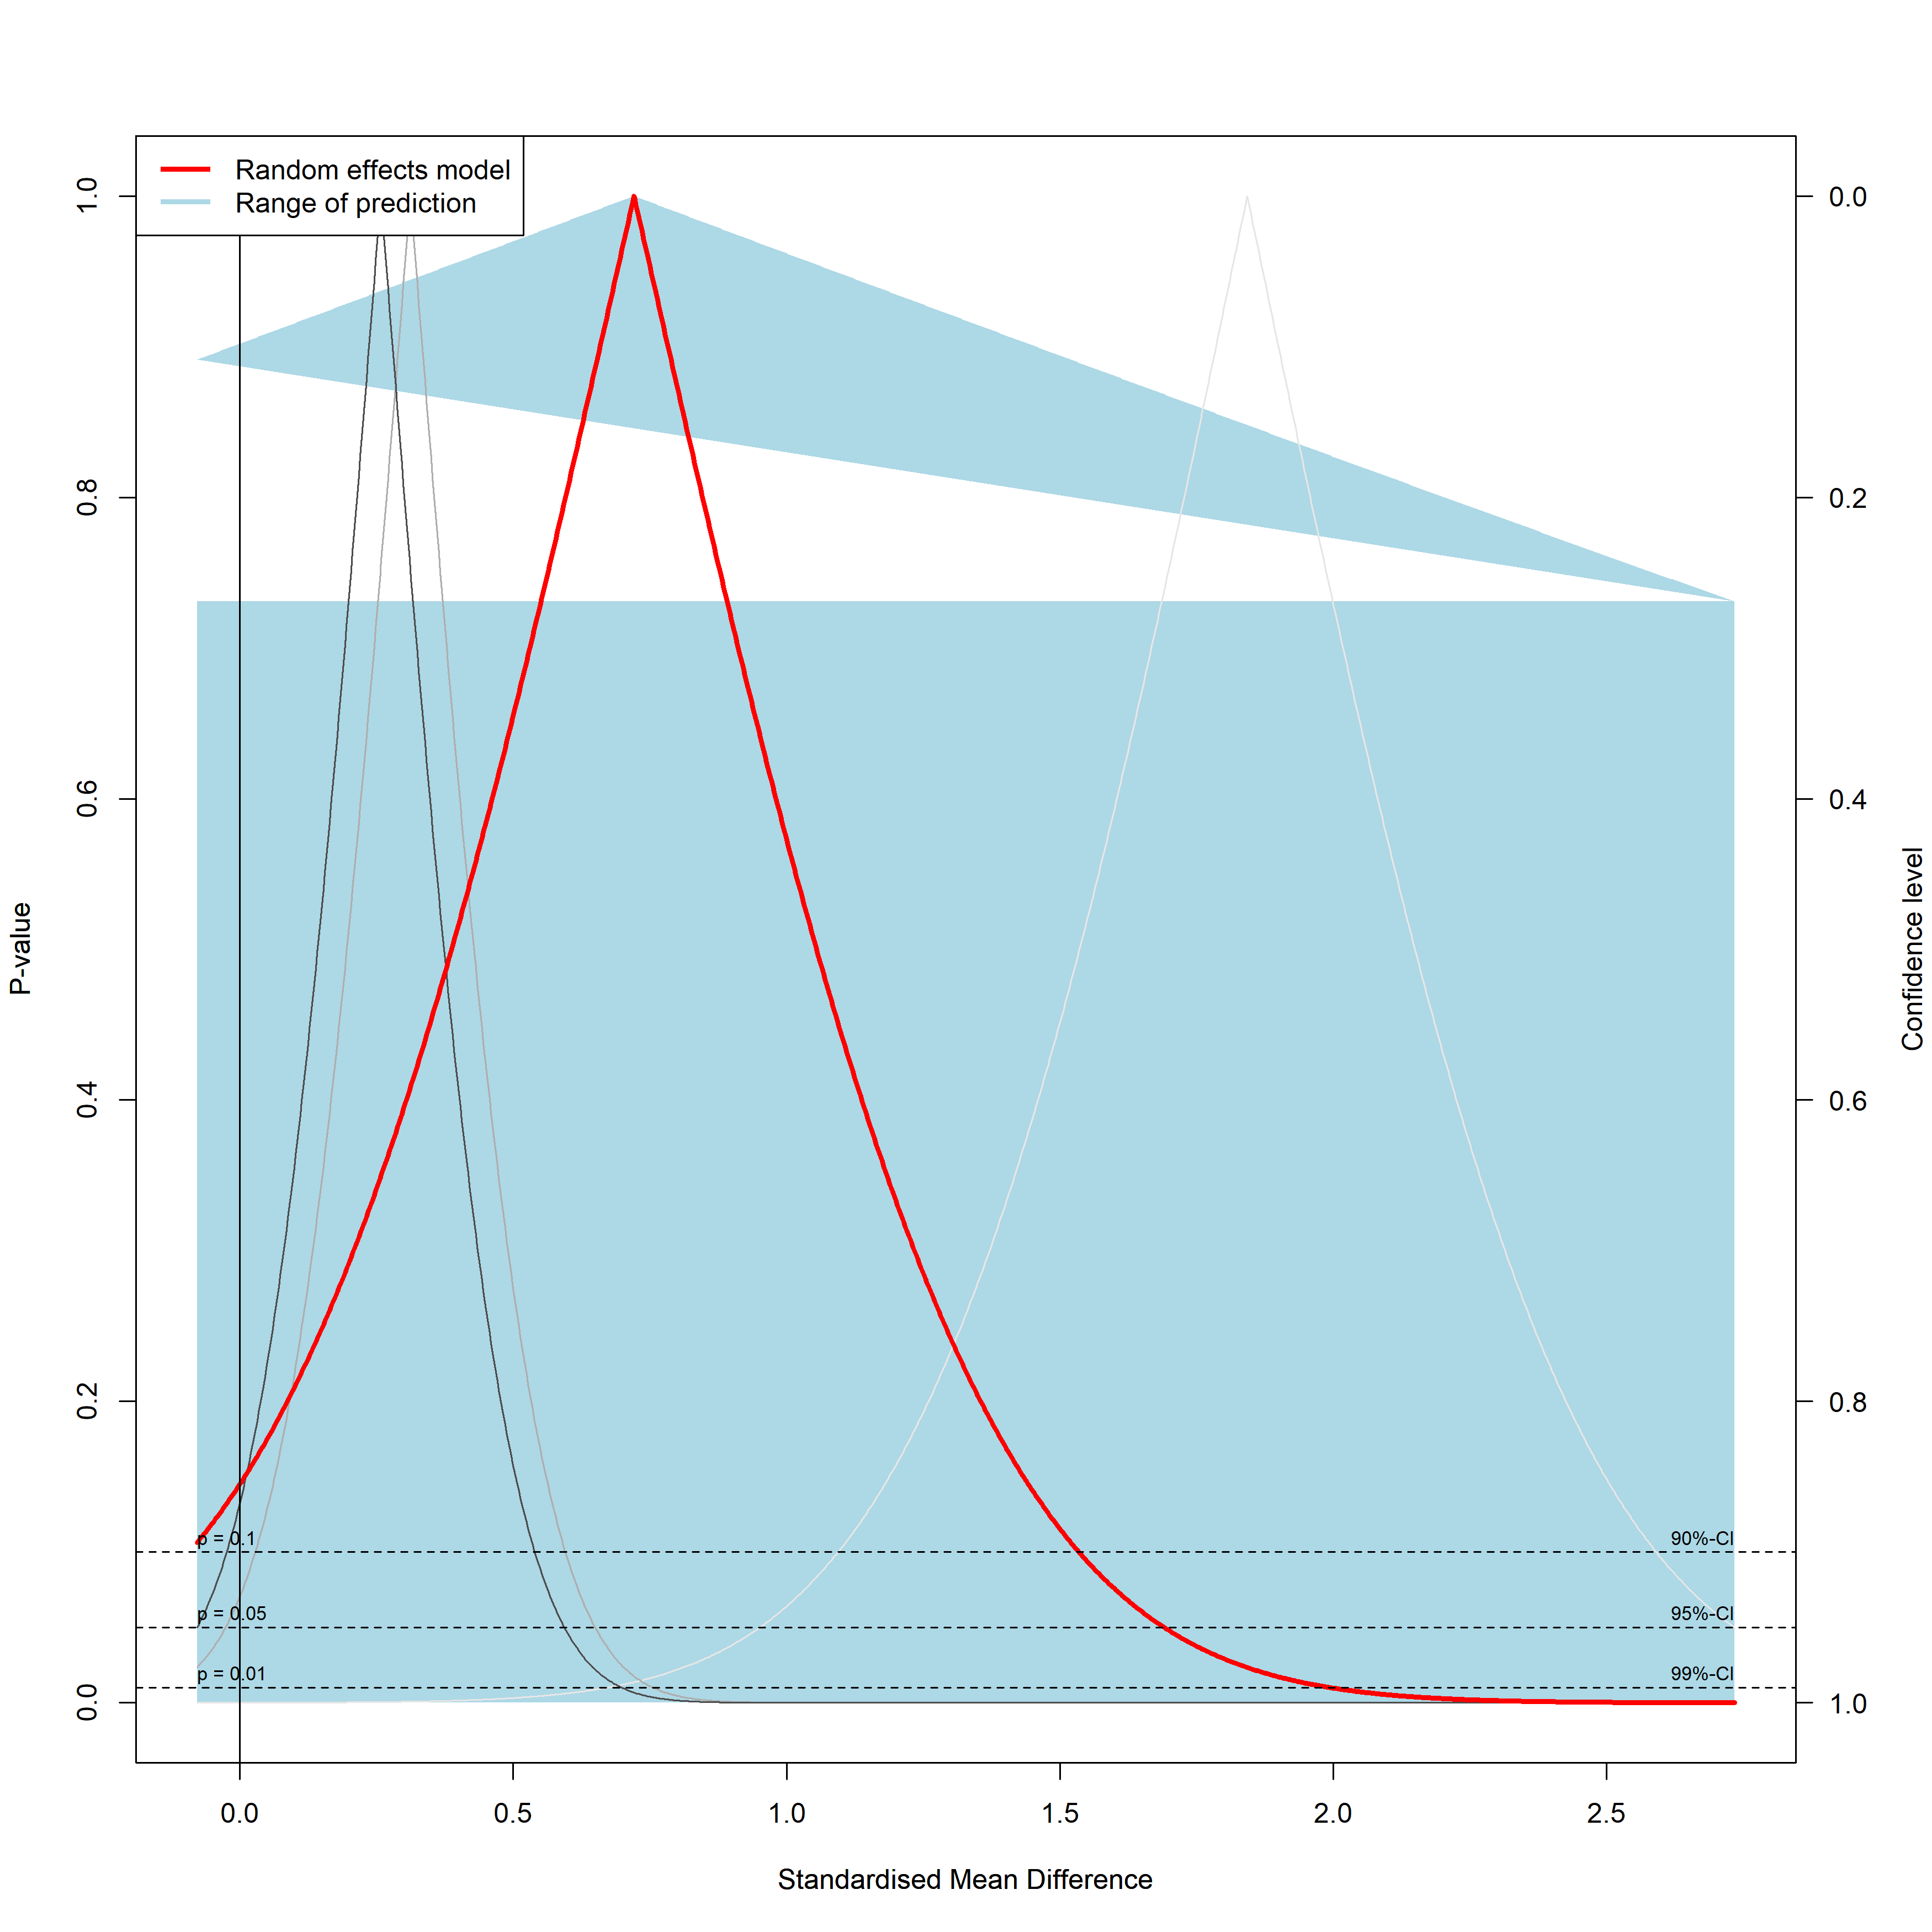 Random effects model
Range of prediction
1.0
0.8
0.6
0.4
0.2
0.0
P-value
0.0
0.2
0.4
0.6
0.8
1.0
Confidence level
p = 0.1
90%-CI
p = 0.05
95%-CI
p = 0.01
99%-CI
0.0
0.5
1.0
1.5
2.0
2.5
Standardised Mean Difference